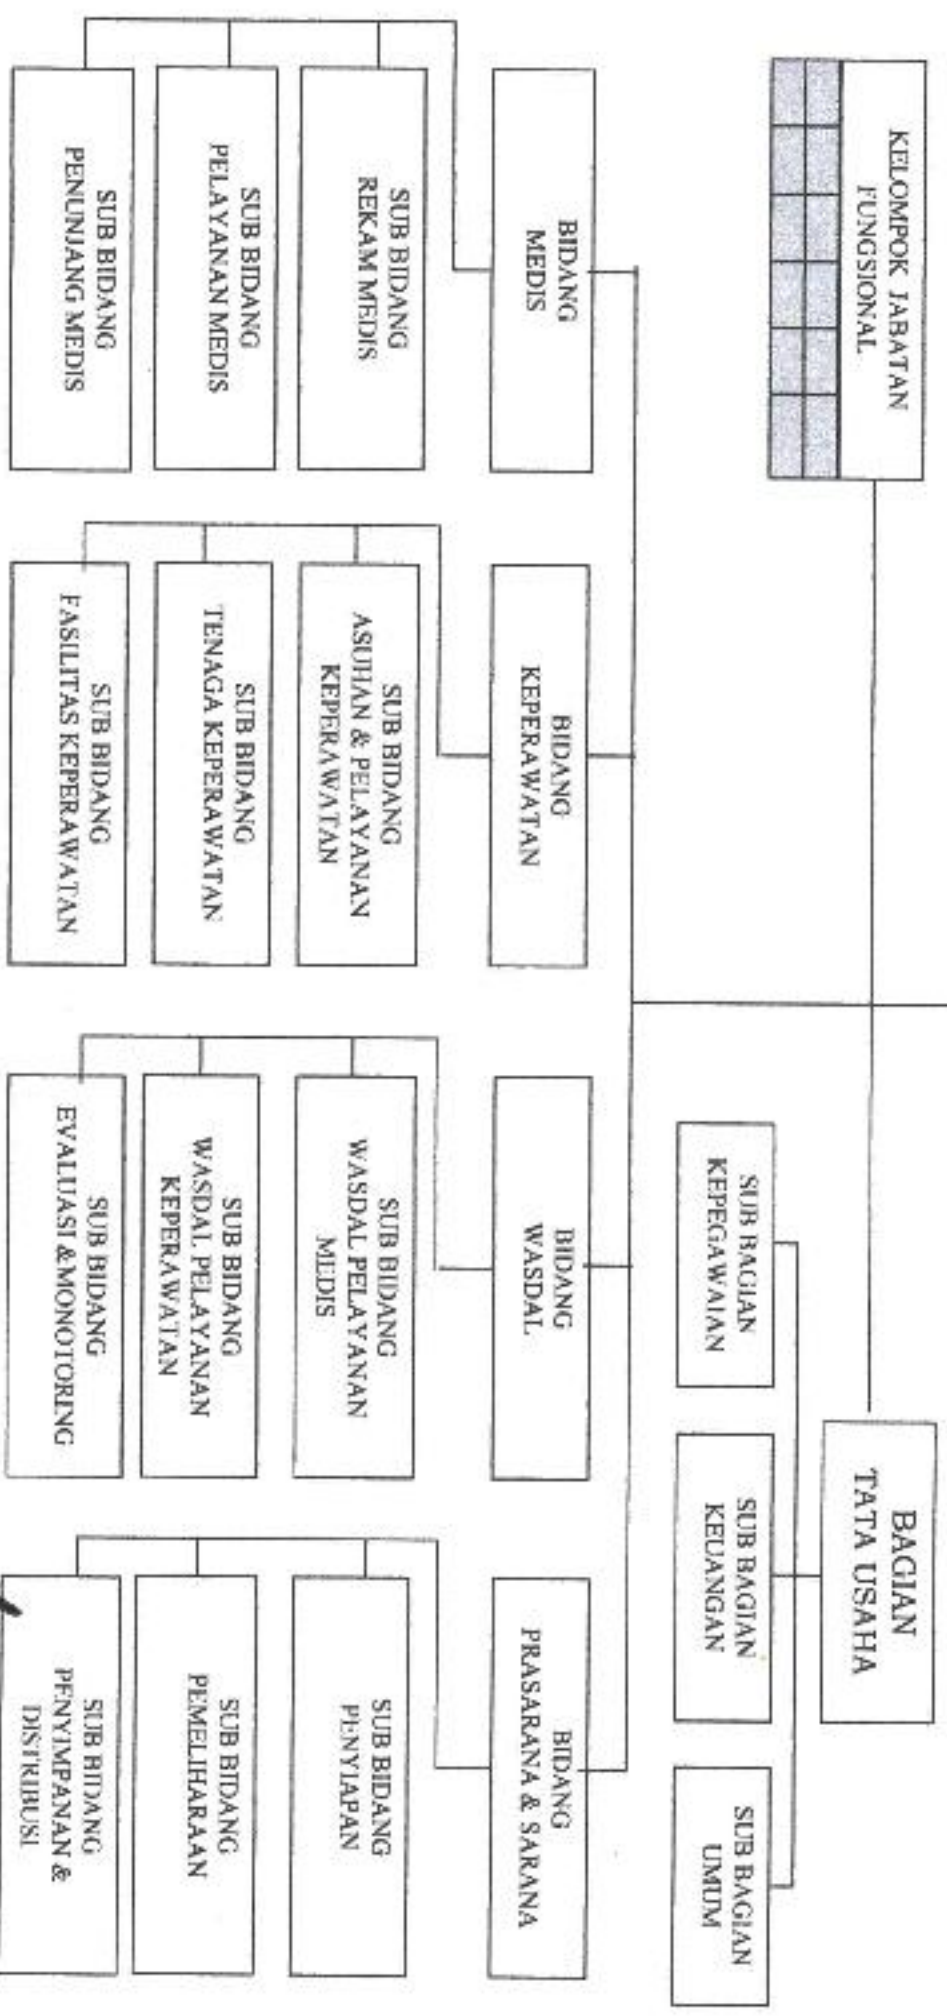 KELOMPOK JABATAN
FUNGSIONAL
BAGIAN
TATA USAHA
SUB BAGIAN
KEPEGAWAIAN
SUB BAGIAN
KEUANGAN
SUB BAGIAN
UMUM
BIDANG
MEDIS
BIDANG
KEPERAWATAN
BIDANG
WASDAL
BIDANG
PRASARANA & SARANA
SUB BIDANG
REKAM MEDIS
SUB BIDANG
PELAYANAN MEDIS
SUB BIDANG
PENUNJANG MEDIS
SUB BIDANG
ASUHAN & PELAYANAN
KEPERAWATAN
SUB BIDANG
TENAGA KEPERAWATAN
SUB BIDANG
FASILITAS KEPERAWATAN
SUB BIDANG
WASDAL PELAYANAN
MEDIS
SUB BIDANG
WASDAL PELAYANAN
KEPERAWATAN
SUB BIDANG
EVALUASI &MONOTORING
SUB BIDANG
PENYIAPAN
SUB BIDANG
PEMELIHARAAN
SUB BIDANG
PENYIMPANAN &
DISTRIBUSI